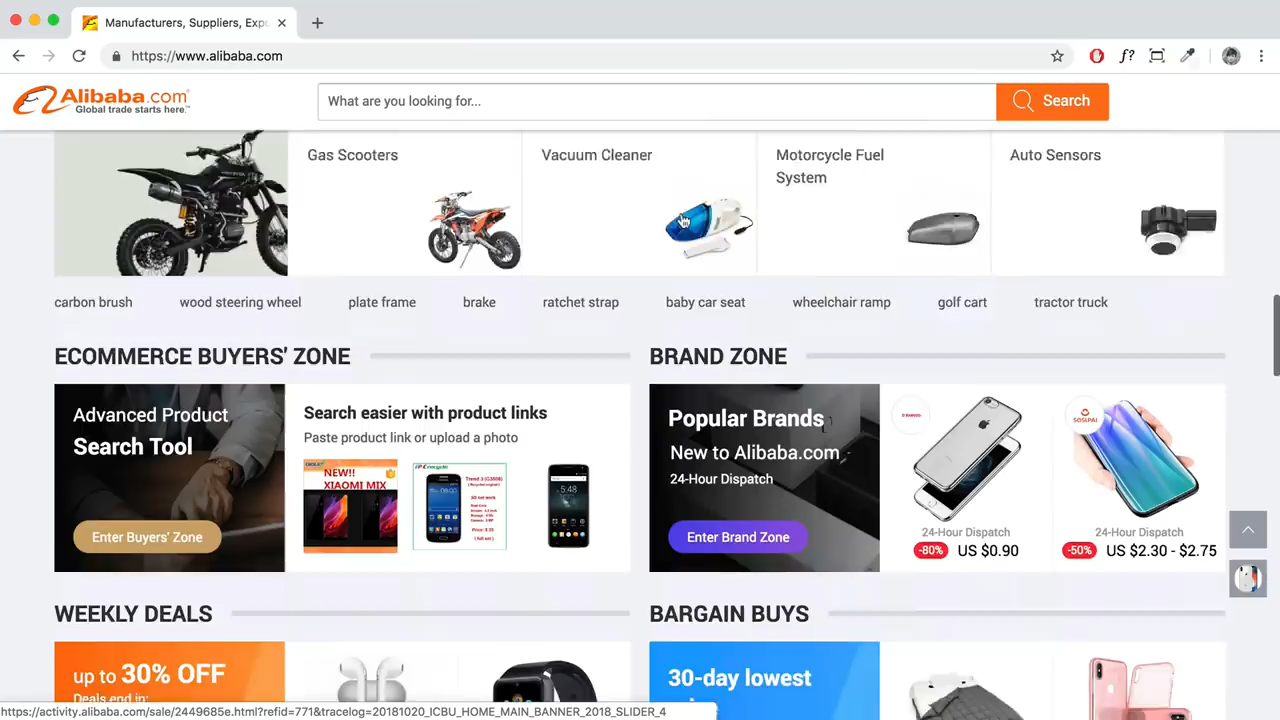 Manufacturers, Suppliers, Expo
https://www.alibaba.com
f?
Alibaba.com
Global trade starts here.™
What are you looking for...
Search
Gas Scooters
Vacuum Cleaner
Motorcycle Fuel
System
Auto Sensors
carbon brush
wood steering wheel
plate frame
brake
ratchet strap
baby car seat
wheelchair ramp
golf cart
tractor truck
ECOMMERCE BUYERS' ZONE
BRAND ZONE
Advanced Product
Search Tool
Enter Buyers' Zone
Search easier with product links
Paste product link or upload a photo
NEW!!
XIAOMI MIX
Popular Brands
New to Alibaba.com
24-Hour Dispatch
Enter Brand Zone
SOSLPAI
24-Hour Dispatch
-80% US $0.90
24-Hour Dispatch
-50% US $2.30 - $2.75
WEEKLY DEALS
BARGAIN BUYS
up to 30% OFF
Deals end in:
30-day lowest
https://activity.alibaba.com/sale/2449685e.html?refid=771&tracelog=20181020_ICBU_HOME_MAIN_BANNER_2018_SLIDER_4